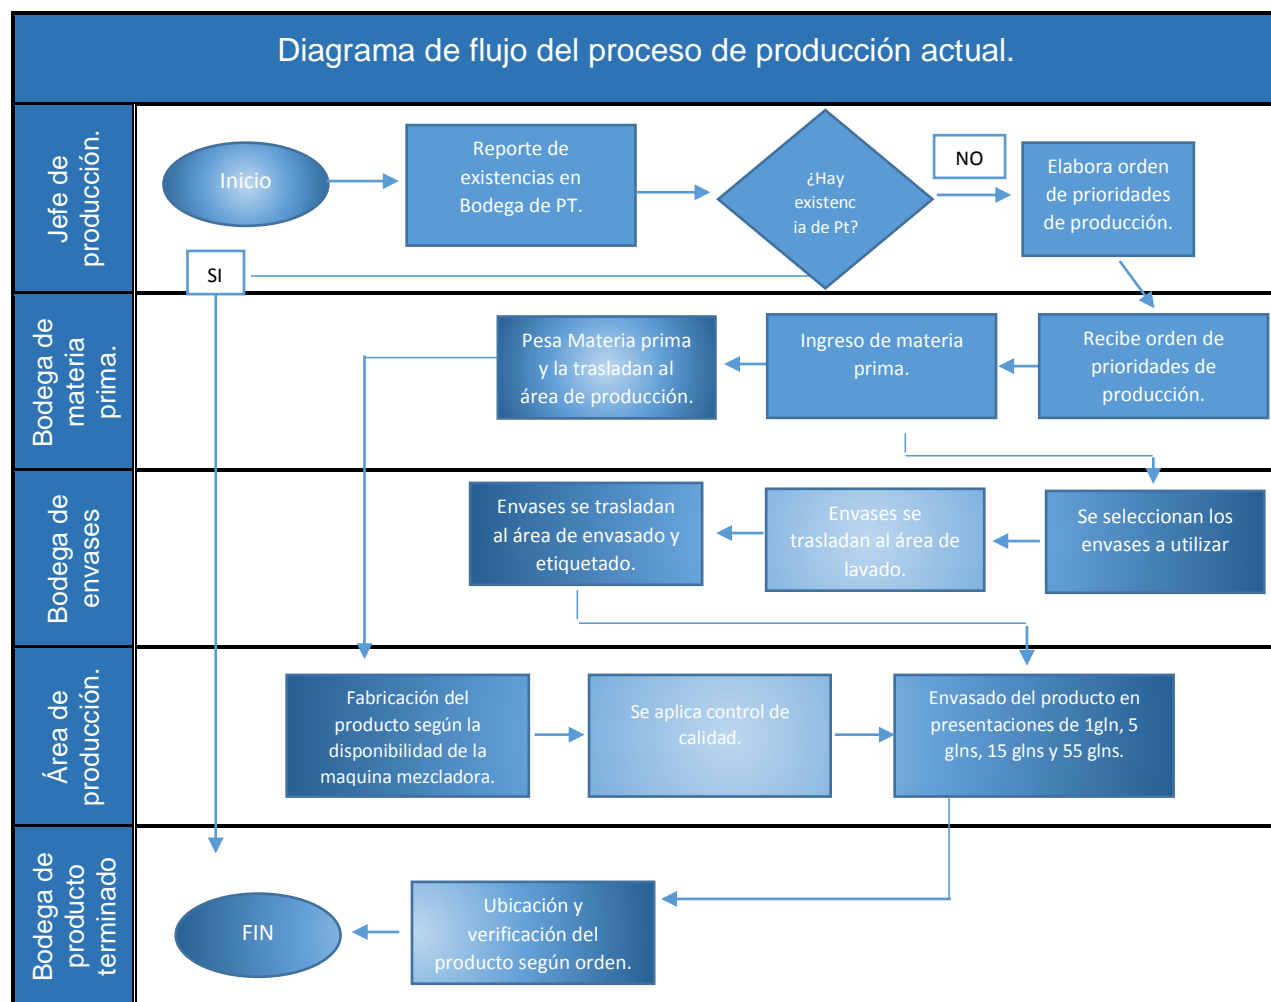 Diagrama de flujo del proceso de producción actual.
Jefe de
producción.
Inicio
Reporte de
existencias en
Bodega de PT.
¿Hay
existenc
ia de Pt?
NO
Elabora orden
de prioridades
de producción.
SI
Bodega de
materia
prima.
Pesa Materia prima
y la trasladan al
área de producción.
Ingreso de materia
prima.
Recibe orden de
prioridades de
producción.
Bodega de
envases
Envases se trasladan
al área de envasado y
etiquetado.
Envases se
trasladan al área de
lavado.
Se seleccionan los
envases a utilizar
Área de
producción.
Fabricación del
producto según la
disponibilidad de la
maquina mezcladora.
Se aplica control de
calidad.
Envasado del producto en
presentaciones de 1gln, 5
glns, 15 glns y 55 glns.
Bodega de
producto
terminado
FIN
Ubicación y
verificación del
producto según orden.